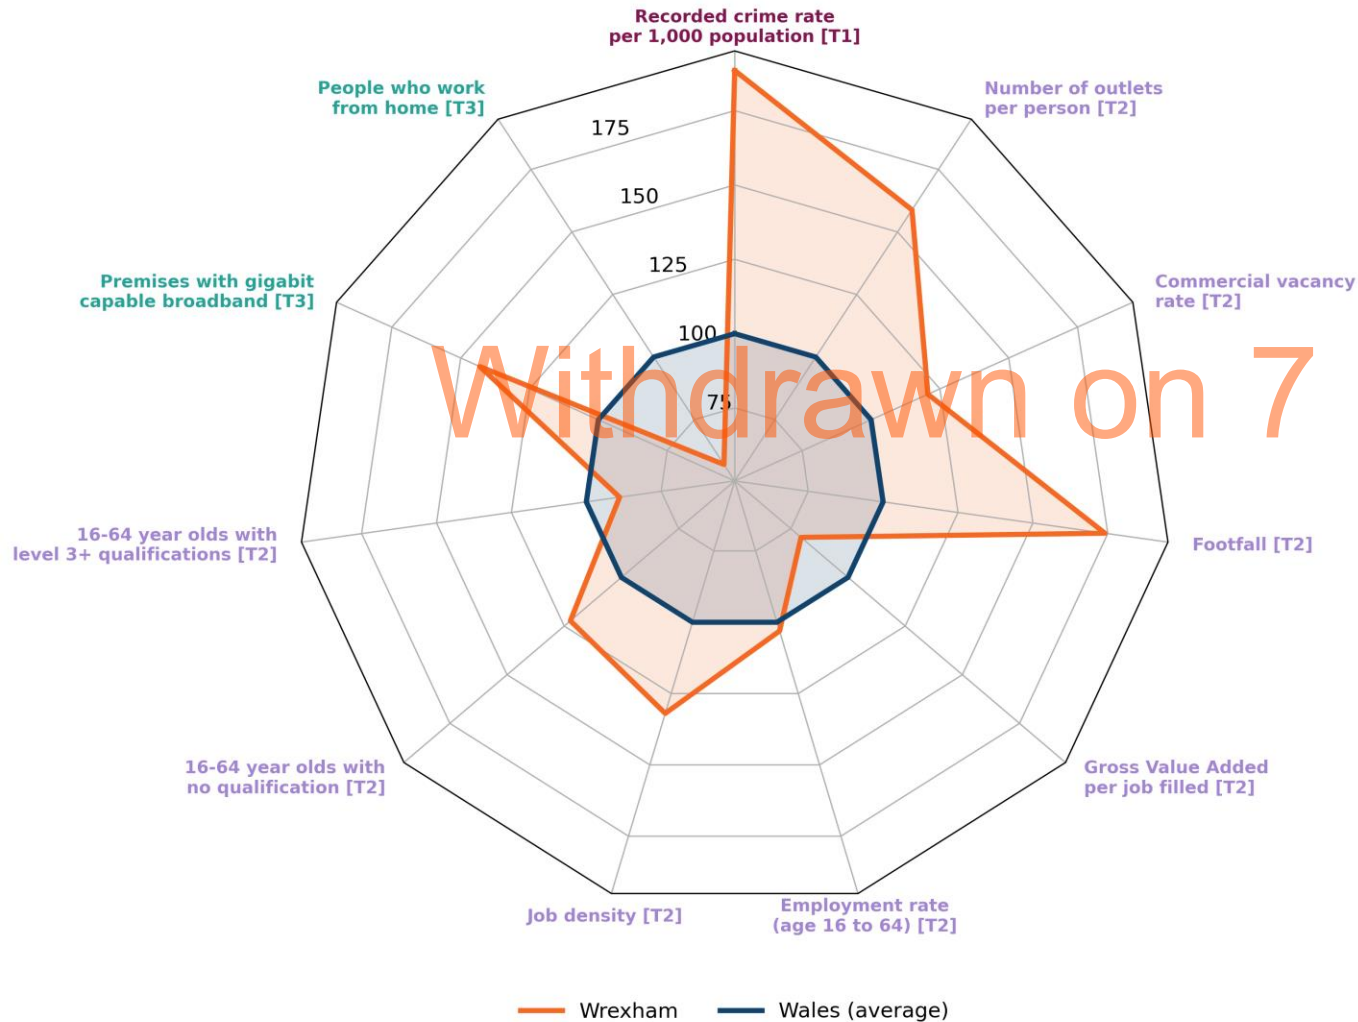 Recorded crime rate
per 1,000 population [T1]
People who work
from home [T3]
Number of outlets
per person [T2]
175
150
125
100
75
Premises with gigabit
capable broadband [T3]
Commercial vacancy
rate [T2]
Withdrawn on 7
16-64 year olds with
level 3+ qualifications [T2]
Footfall [T2]
16-64 year olds with
no qualification [T2]
Gross Value Added
per job filled [T2]
Job density [T2]
Employment rate
(age 16 to 64) [T2]
Wrexham
Wales (average)